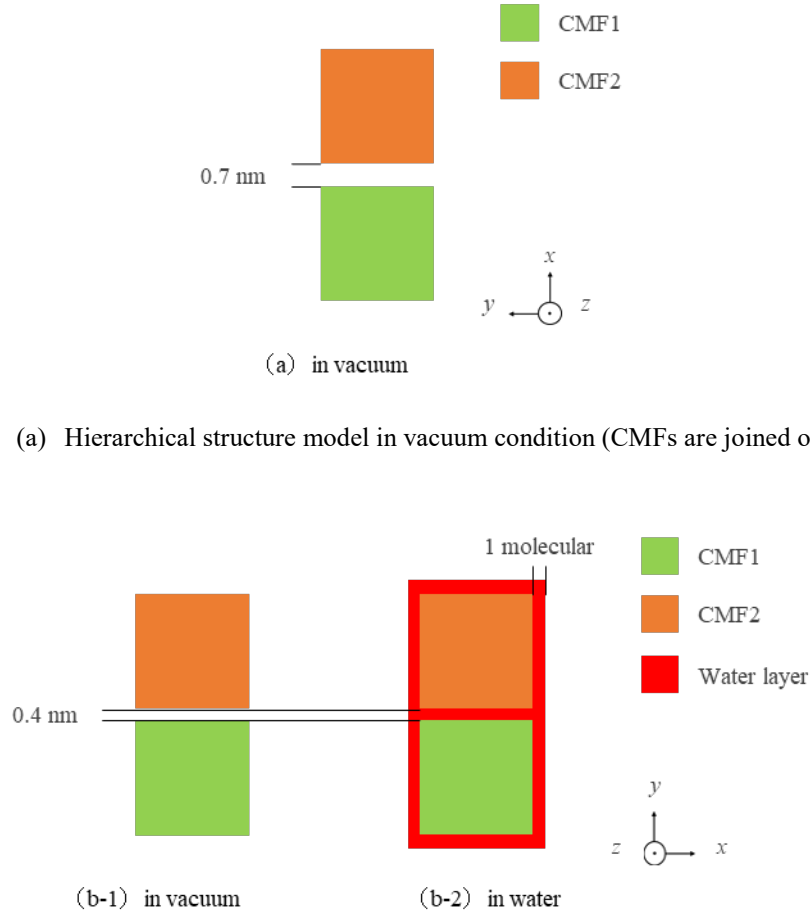 CMF1
CMF2
0.7 nm
x
y
z
（a） in vacuum
(a) Hierarchical structure model in vacuum condition (CMFs are joined o
1 molecular
CMF1
CMF2
Water layer
0.4 nm
y
z
x
（b-1） in vacuum
（b-2） in water